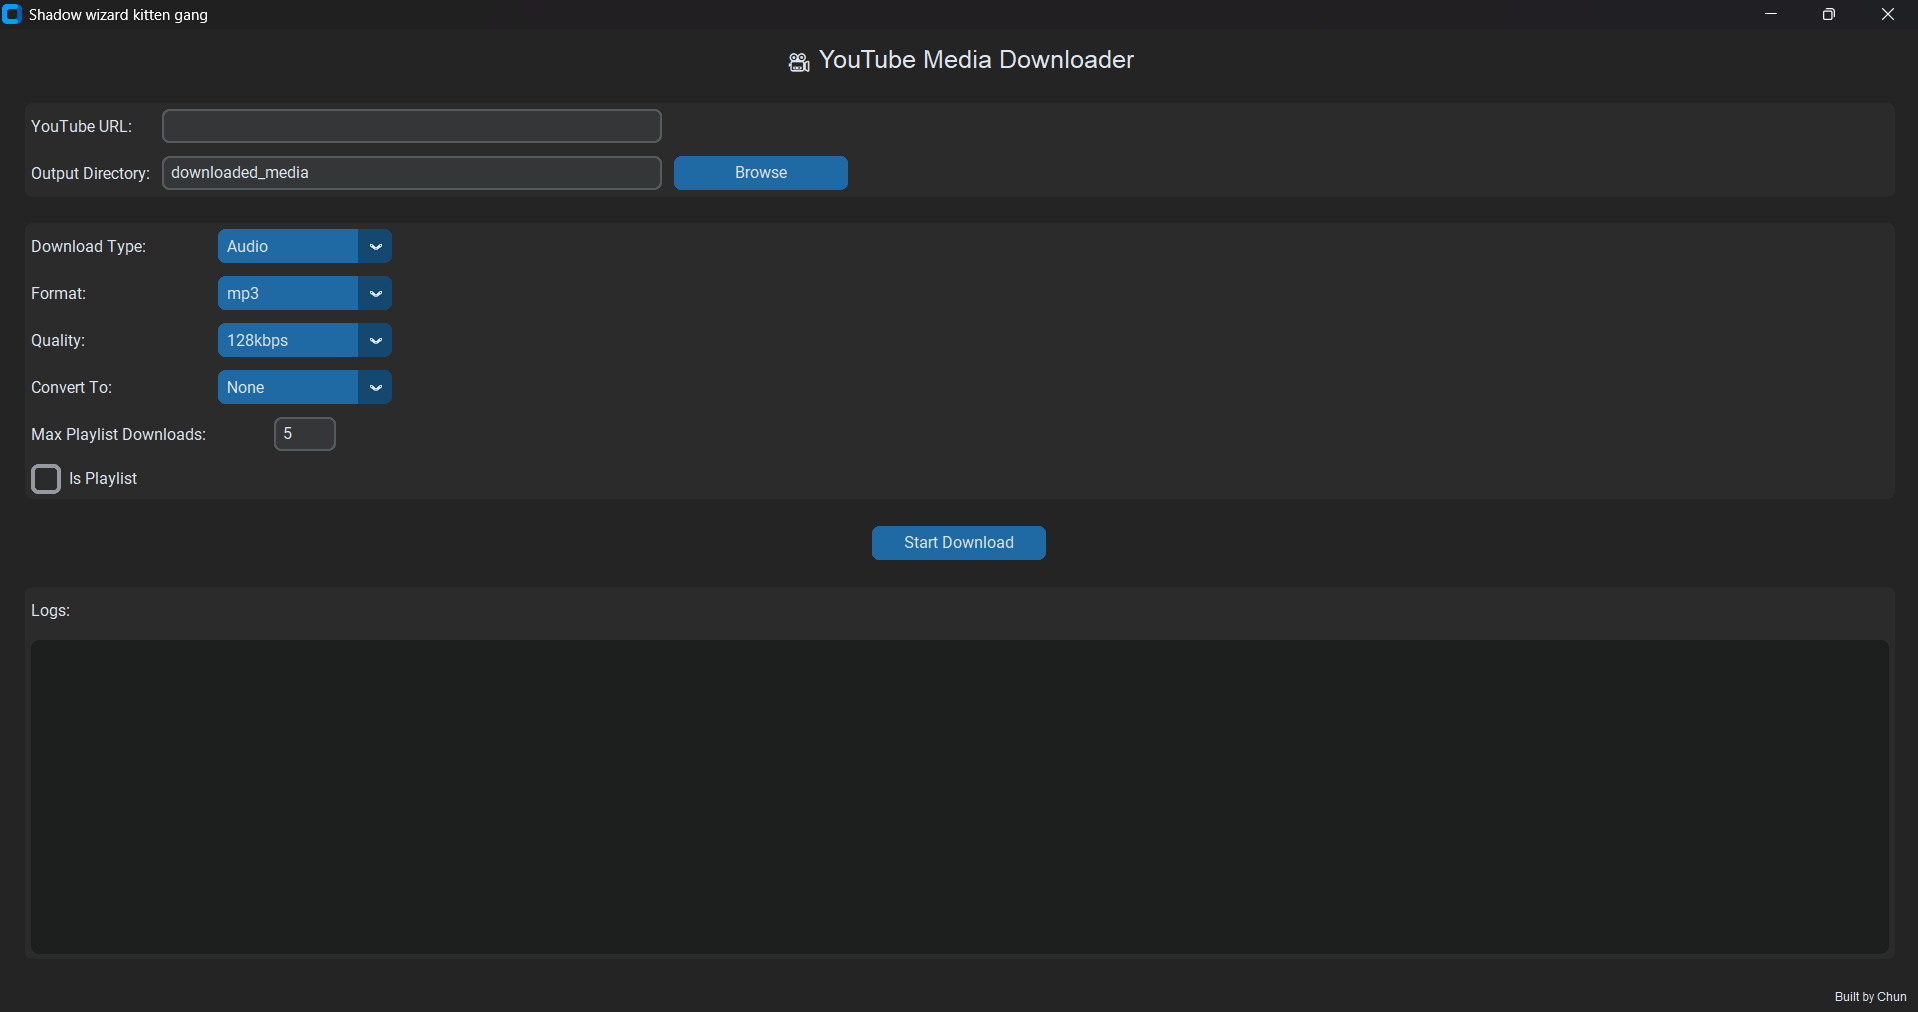 Shadow wizard kitten gang
YouTube Media Downloader
YouTube URL:
Output Directory: downloaded_media Browse
Download Type: Audio
Format: mp3
Quality: 128kbps
Convert To: None
Max Playlist Downloads: 5
Is Playlist
Start Download
Logs:
Built by Chun